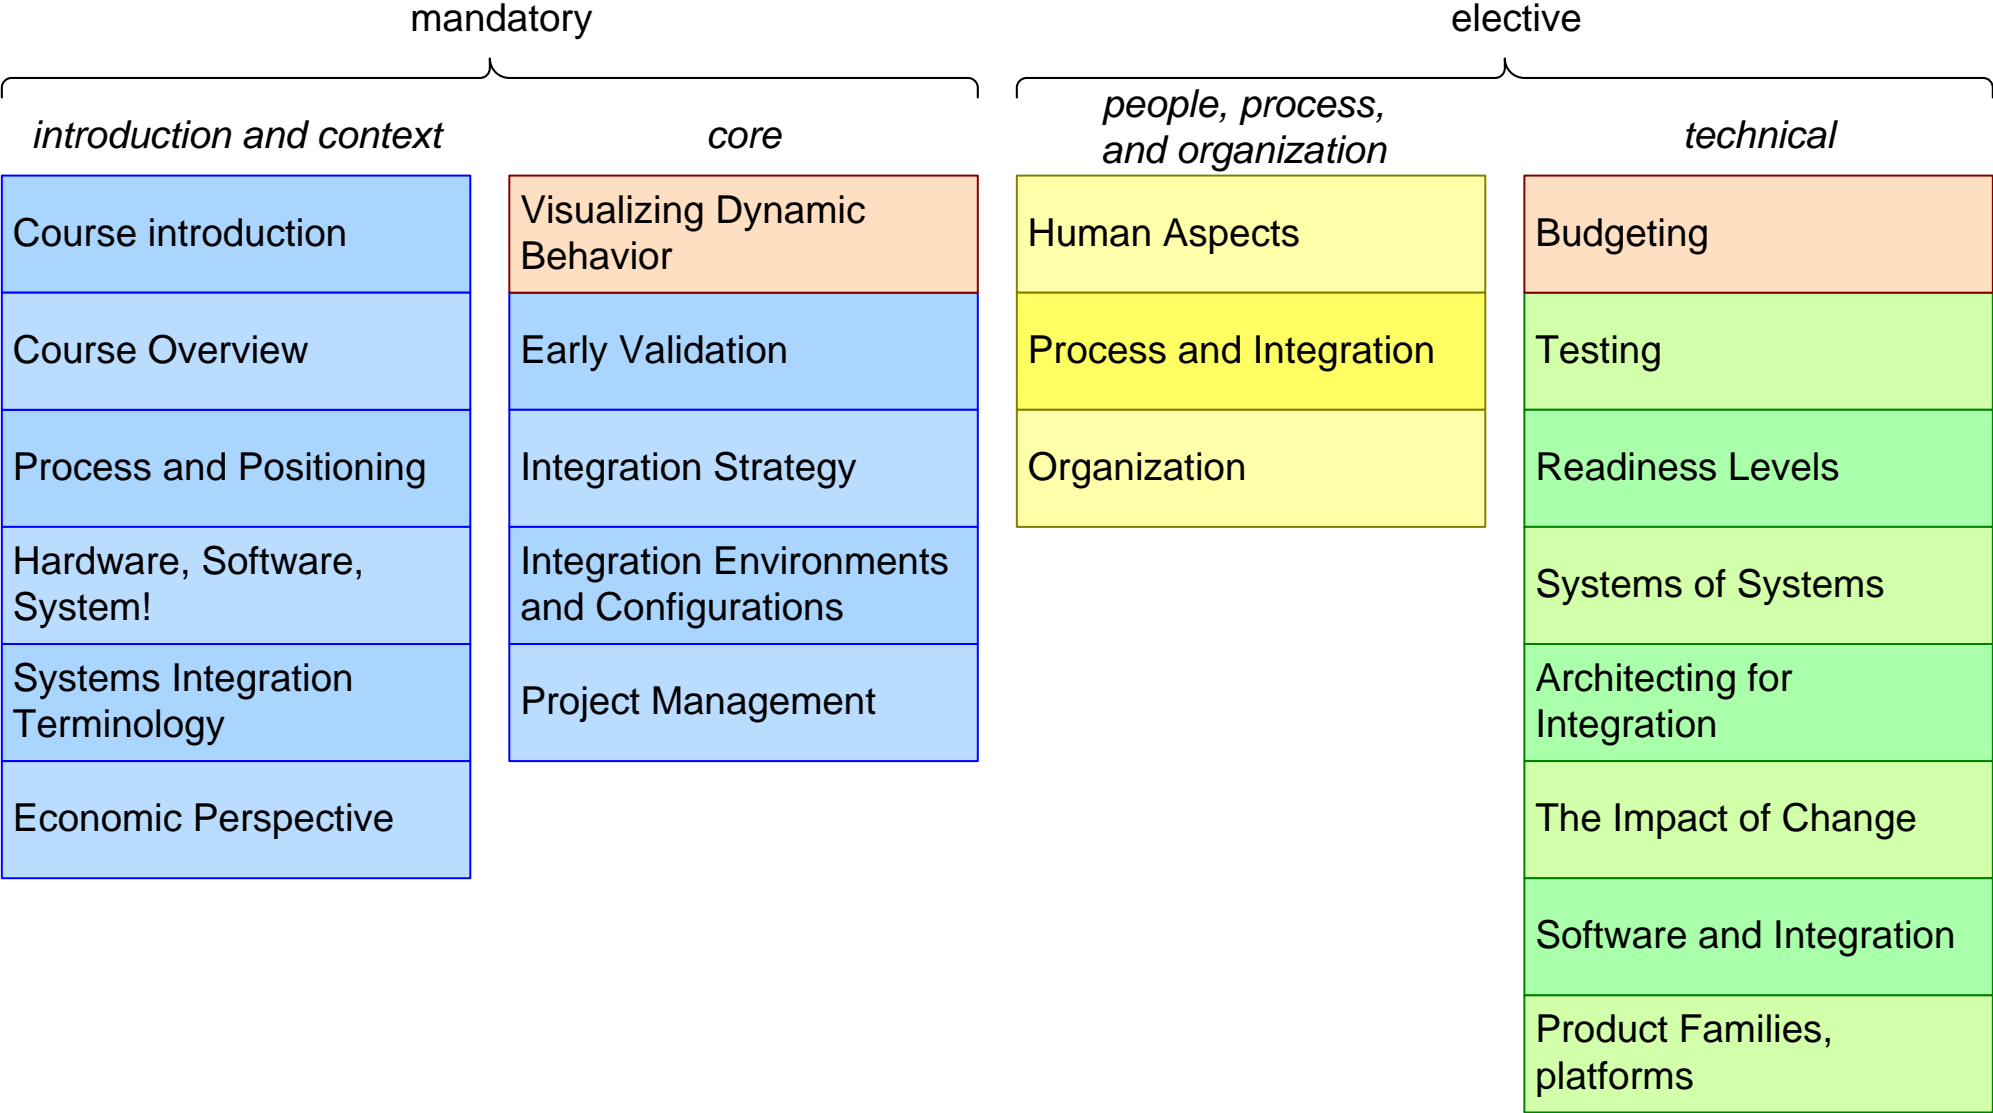 mandatory
elective
introduction and context
core
people, process,
and organization
technical
Course introduction
Course Overview
Process and Positioning
Hardware, Software,
System!
Systems Integration
Terminology
Economic Perspective
Visualizing Dynamic
Behavior
Early Validation
Integration Strategy
Integration Environments
and Configurations
Project Management
Human Aspects
Process and Integration
Organization
Budgeting
Testing
Readiness Levels
Systems of Systems
Architecting for
Integration
The Impact of Change
Software and Integration
Product Families,
platforms